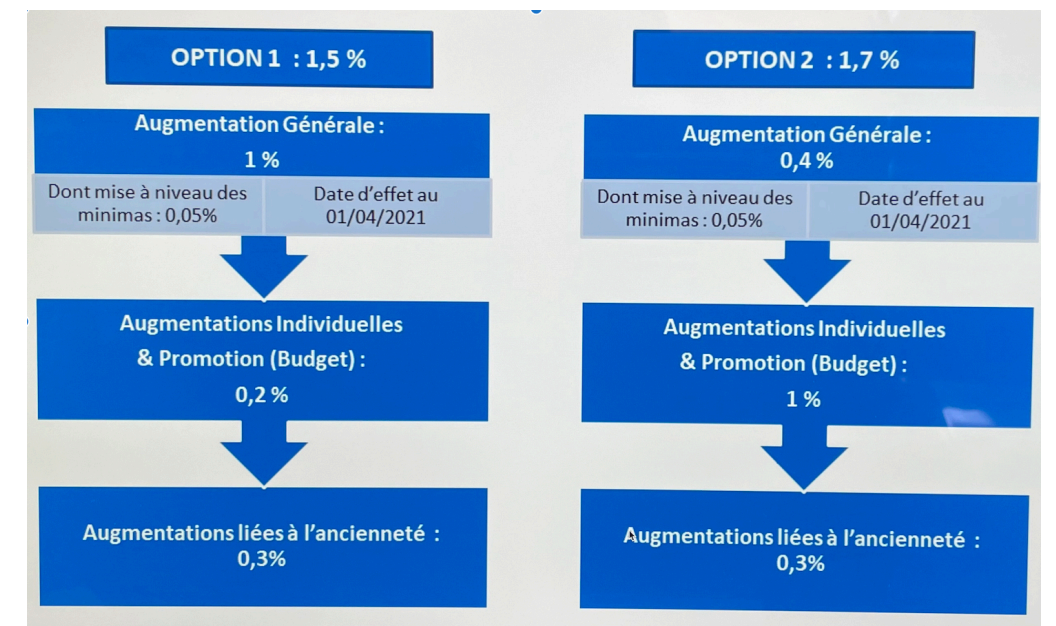 OPTION 1 : 1,5 %
Augmentation Générale :
1 %
Dont mise à niveau des
minimas : 0,05%
Date d'effet au
01/04/2021
Augmentations Individuelles
& Promotion (Budget) :
0,2 %
Augmentations liées à l'ancienneté :
0,3%
OPTION 2 : 1,7 %
Augmentation Générale :
0,4 %
Dont mise à niveau des
minimas : 0,05%
Date d'effet au
01/04/2021
Augmentations Individuelles
& Promotion (Budget) :
1 %
Augmentations liées à l'ancienneté :
0,3%